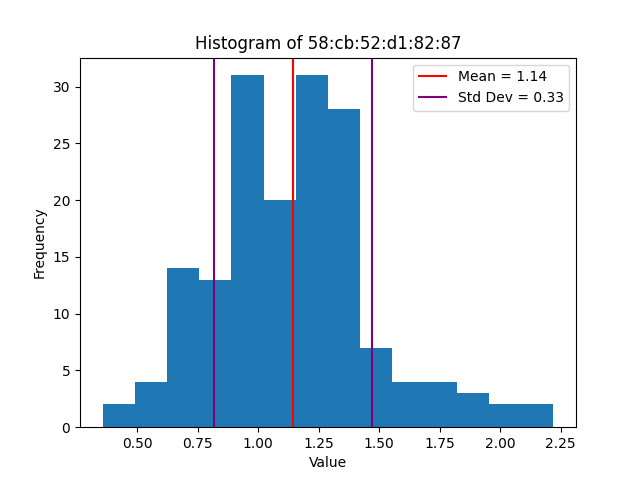 Histogram of 58:cb:52:d1:82:87
Mean = 1.14
Std Dev = 0.33
Frequency
30
25
20
15
10
5
0
0.50 0.75 1.00 1.25 1.50 1.75 2.00 2.25
Value